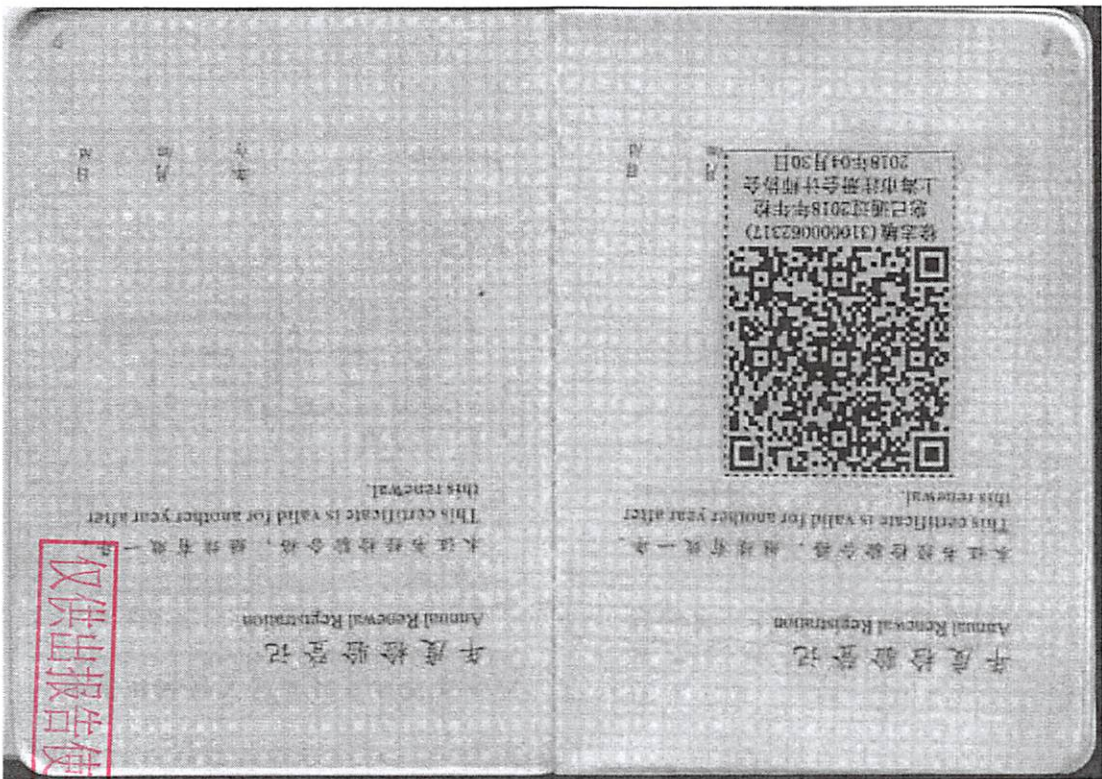 年度检验登记
Annual Renewal Registration
本证书经检验合格，继续有效一年。
This certificate is valid for another year after
this renewal.
徐志敏(310000062317)
您已通过2018年年检
上海市注册会计师协会
2018年04月30日
月
日
年度检验登记
Annual Renewal Registration
本证书经检验合格，继续有效一年
This certificate is valid for another year after
this renewal.
年 月 日
仅供出报告使